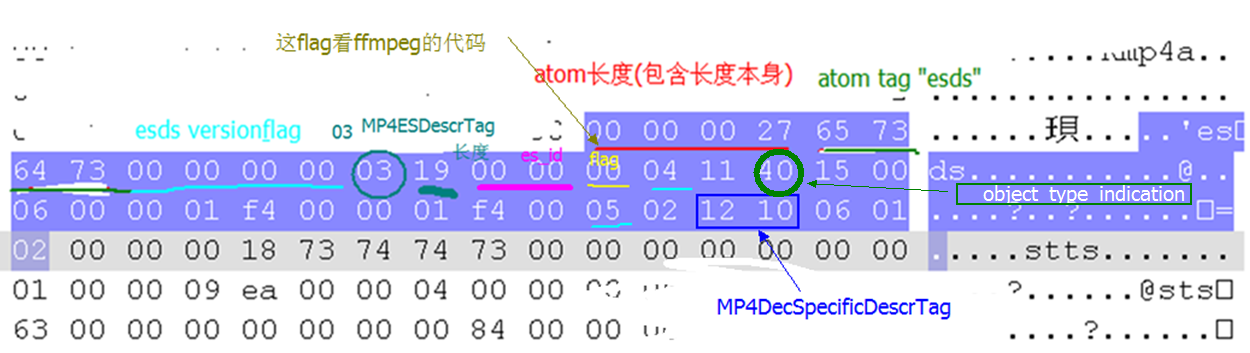 这flag看ffmpeg的代码
atom长度(包含长度本身)
atom tag "esds"
esds versionflag
03 MP4ESDescrTag
长度
es_id
flag
00 00 00 27 65 73
64 73 00 00 00 00 03 19 00 00 00 04 11 40 15 00
object type indication
06 00 00 01 f4 00 00 01 f4 00 05 02 12 10 06 01
02 00 00 00 18 73 74 74 73 00 00 00 00 00 00 00
.....stts.......
01 00 00 09 ea 00 00 04 00 00 00
MP4DecSpecificDescrTag
63 00 00 00 00 00 00 00 84 00 00